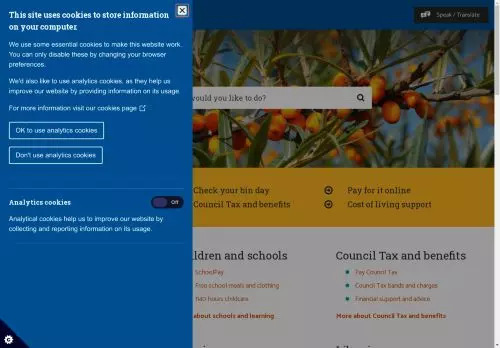 This site uses cookies to store information
on your computer
We use some essential cookies to make this website work.
You can only disable these by changing your browser
preferences.
We'd also like to use analytics cookies, as they help us
improve our website by providing information on its usage.
For more information visit our cookies page
OK to use analytics cookies
Don't use analytics cookies
Analytics cookies
Off
Analytical cookies help us to improve our website by
collecting and reporting information on its usage.
Speak / Translate
would you like to do?
Check your bin day
Pay for it online
Council Tax and benefits
Cost of living support
ldren and schools
SchoolPay
Free school meals and clothing
1140 hours childcare
about schools and learning
Council Tax and benefits
Pay Council Tax
Council Tax bands and charges
Financial support and advice
More about Council Tax and benefits